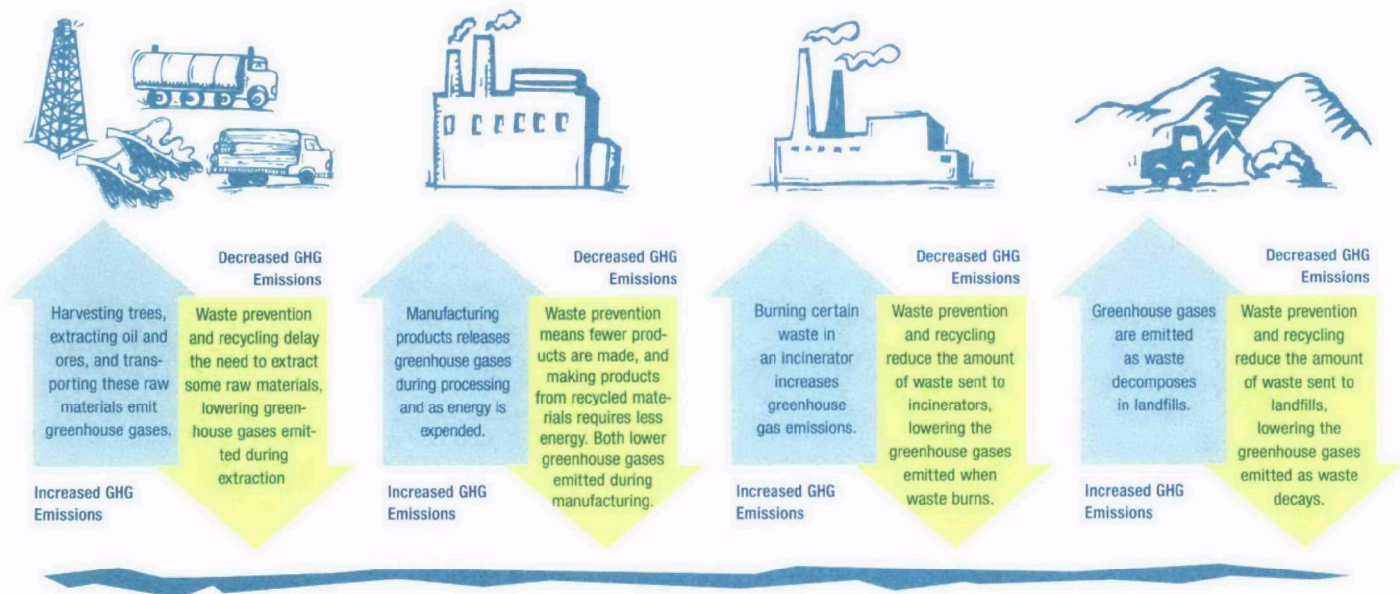 Decreased GHG
Emissions
Harvesting trees,
extracting oil and
ores, and trans-
porting these raw
materials emit
greenhouse gases.
Waste prevention
and recycling delay
the need to extract
some raw materials,
lowering green-
house gases emit-
ted during
extraction
Increased GHG
Emissions
Decreased GHG
Emissions
Manufacturing
products releases
greenhouse gases
during processing
and as energy is
expended.
Waste prevention
means fewer prod-
ucts are made, and
making products
from recycled mate-
rials requires less
energy. Both lower
greenhouse gases
emitted during
manufacturing.
Increased GHG
Emissions
Decreased GHG
Emissions
Burning certain
waste in
an incinerator
increases
greenhouse
gas emissions.
Waste prevention
and recycling
reduce the amount
of waste sent to
incinerators,
lowering the
greenhouse gases
emitted when
waste burns.
Increased GHG
Emissions
Decreased GHG
Emissions
Greenhouse gases
are emitted
as waste
decomposes
in landfills.
Waste prevention
and recycling
reduce the amount
of waste sent to
landfills,
lowering the
greenhouse gases
emitted as waste
decays.
Increased GHG
Emissions